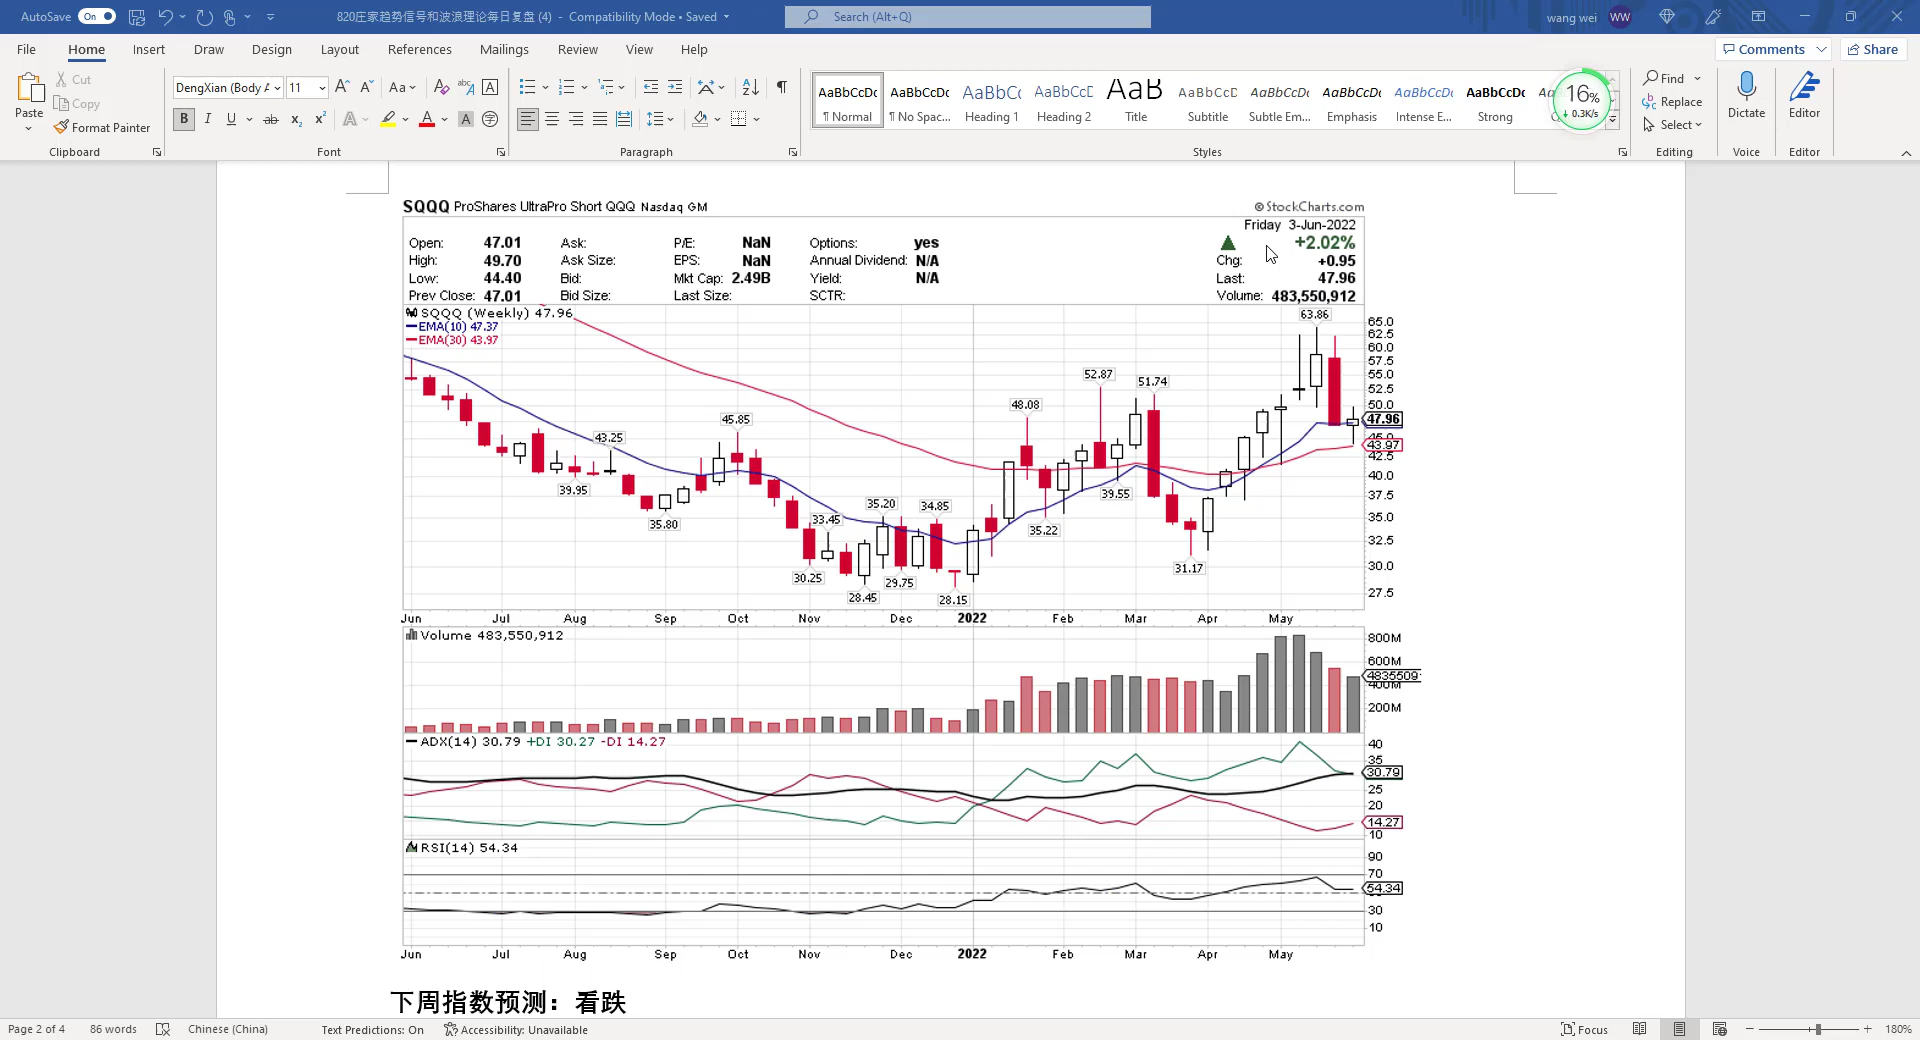 AutoSave On 820庄家趋势信号和波浪理论每日复盘 (4) - Compatibility Mode • Saved Search (Alt+Q) wang wei WW
File Home Insert Draw Design Layout References Mailings Review View Help Comments Share
Paste Cut Copy Format Painter
DengXian (Body A 11
AaBbCcDc AaBbCcDc AaBbCc AaBbCcD AaB AaBbCcD AaBbCcDc AaBbCcDc AaBbCcDc AaBbCcDc
¶ Normal ¶ No Spac... Heading 1 Heading 2 Title Subtitle Subtle Em... Emphasis Intense E... Strong
16% 0.3K/s
Find Replace Select Dictate Editor
Clipboard Font Paragraph Styles Editing Voice Editor
SQQQ ProShares UltraPro Short QQQ Nasdaq GM © StockCharts.com
Friday 3-Jun-2022
Open: 47.01 Ask: P/E: NaN Options: yes +2.02%
High: 49.70 Ask Size: EPS: NaN Annual Dividend: N/A Chg: +0.95
Low: 44.40 Bid: Mkt Cap: 2.49B Yield: N/A Last: 47.96
Prev Close: 47.01 Bid Size: Last Size: SCTR: Volume: 483,550,912
SQQQ (Weekly) 47.96
EMA(10) 47.37
EMA(30) 43.97
63.86
52.87 51.74
48.08
45.85
43.25
39.95
39.55
35.80
35.20 34.85
35.22
33.45
31.17
30.25 29.75
28.45 28.15
65.0
62.5
60.0
57.5
55.0
52.5
50.0
47.96
45.0
43.97
42.5
40.0
37.5
35.0
32.5
30.0
27.5
Jun Jul Aug Sep Oct Nov Dec 2022 Feb Mar Apr May
Volume 483,550,912
800M
600M
4835509
400M
200M
ADX(14) 30.79 +DI 30.27 -DI 14.27
40
35
30.79
25
20
14.27
10
RSI(14) 54.34
90
70
54.34
30
10
Jun Jul Aug Sep Oct Nov Dec 2022 Feb Mar Apr May
下周指数预测：看跌
Page 2 of 4 86 words Chinese (China) Text Predictions: On Accessibility: Unavailable Focus 180%